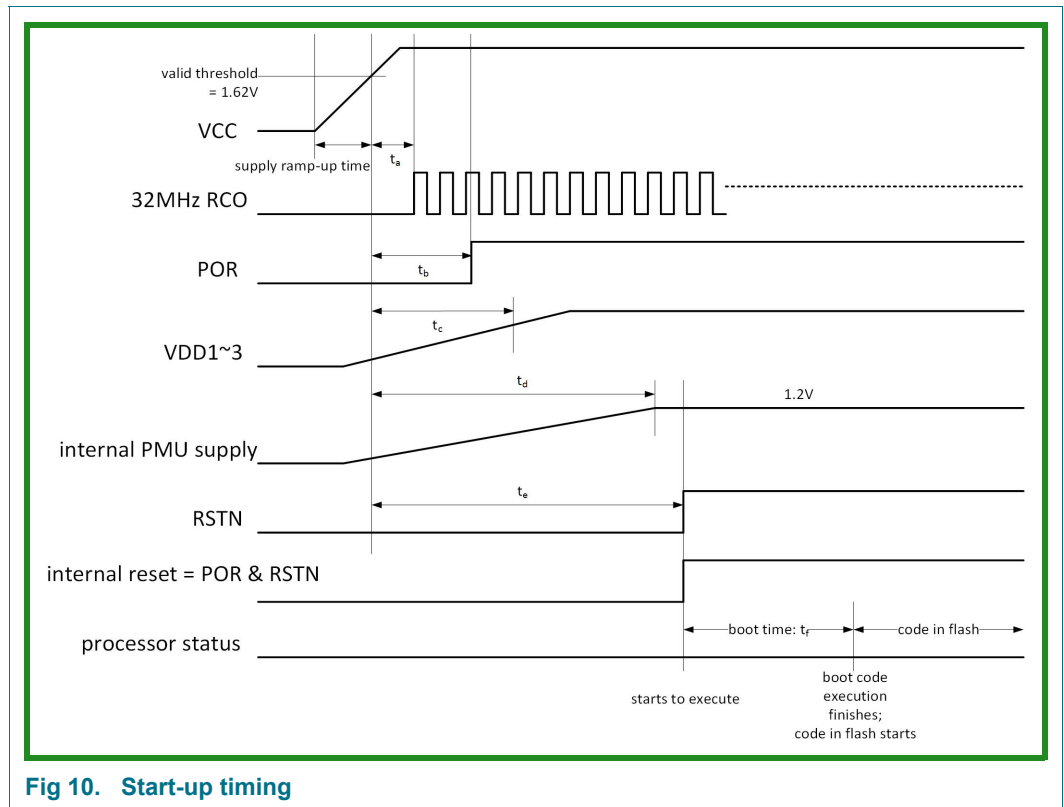 valid threshold
= 1.62V
VCC
supply ramp-up time
ta
32MHz RCO
POR
tb
tc
VDD1~3
td
1.2V
internal PMU supply
te
RSTN
internal reset = POR & RSTN
boot time: tf
code in flash
processor status
starts to execute
boot code
execution
finishes;
code in flash starts
Fig 10. Start-up timing